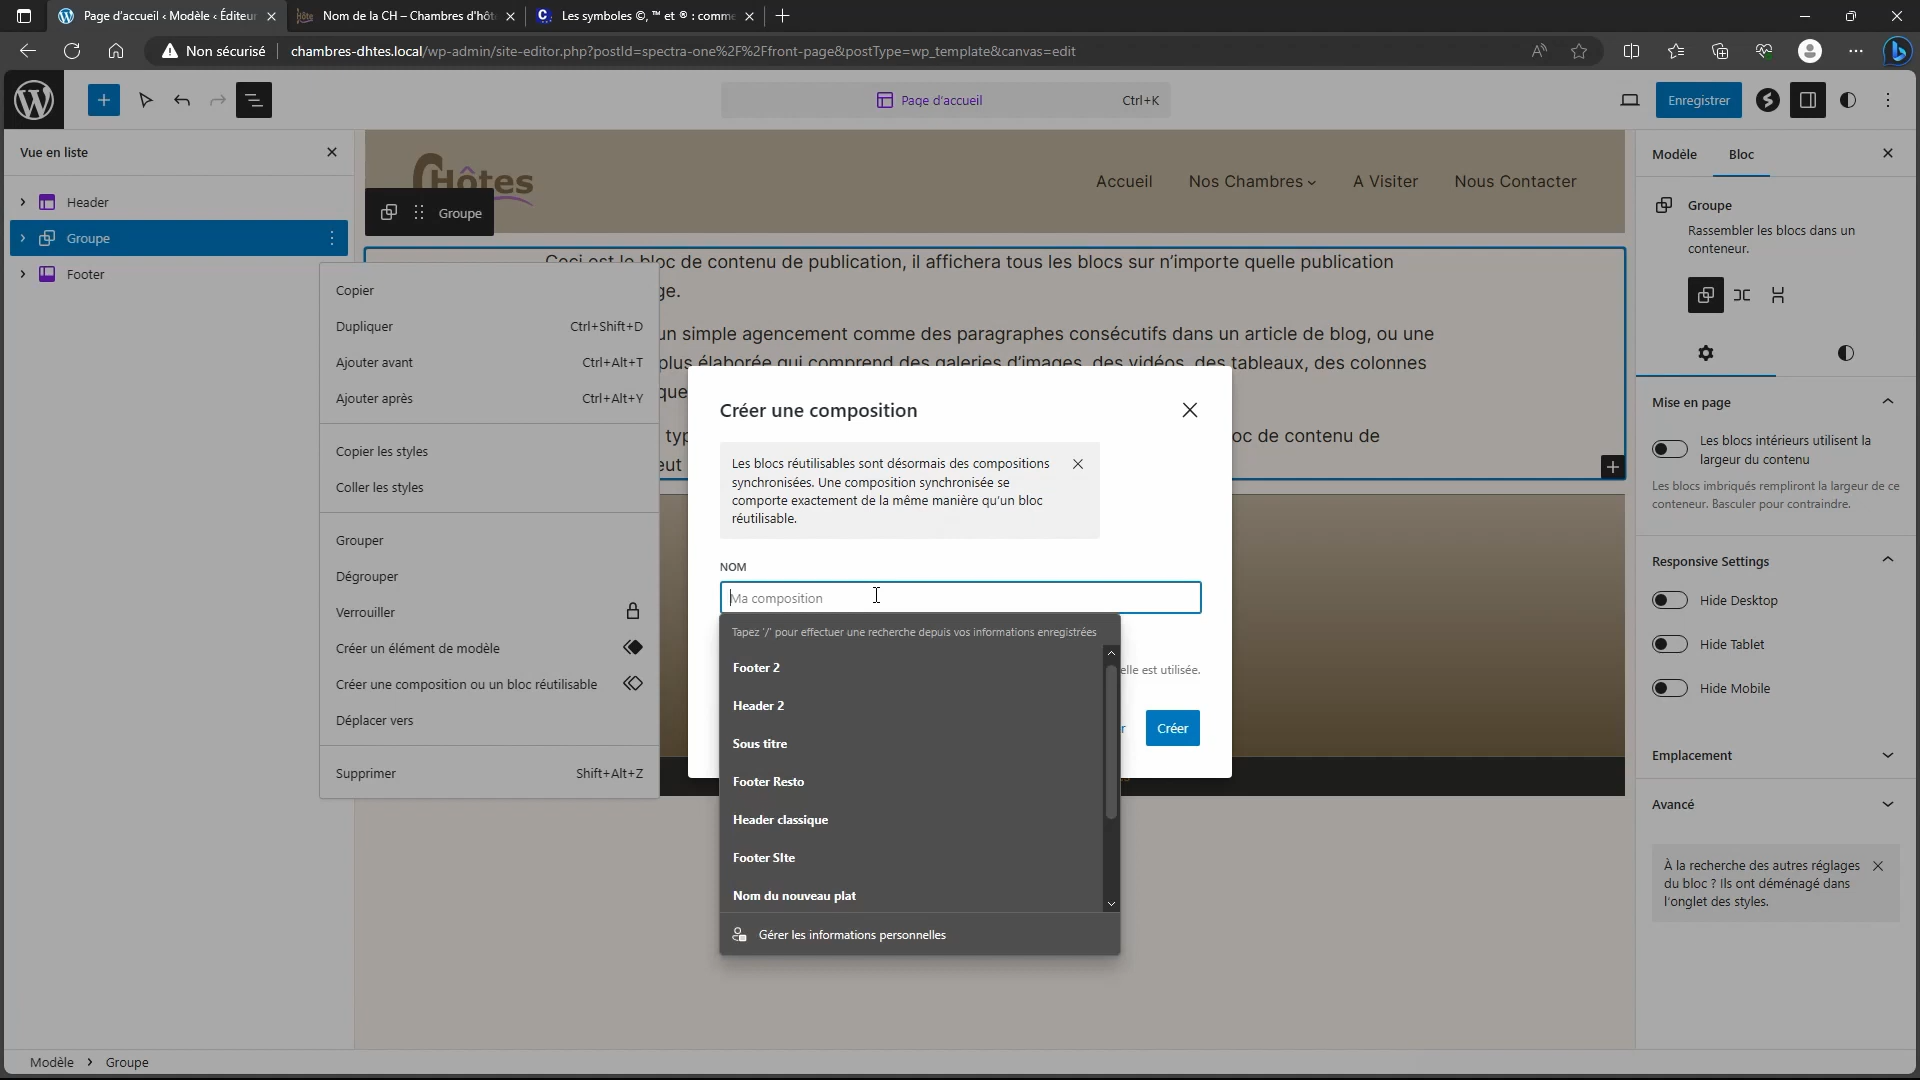 Page d'accueil ‹ Modèle ‹ Éditeur
Nom de la CH – Chambres d'hôt
Les symboles ©, ™ et ® : comme
Non sécurisé
chambres-dhtes.local/wp-admin/site-editor.php?postId=spectra-one%2F%2Ffront-page&postType=wp_template&canvas=edit
Page d'accueil
Ctrl+K
Enregistrer
Vue en liste
Header
Groupe
Footer
Hôtes
Accueil
Nos Chambres
A Visiter
Nous Contacter
Groupe
Ceci est le bloc de contenu de publication, il affichera tous les blocs sur n'importe quelle publication
ge.
un simple agencement comme des paragraphes consécutifs dans un article de blog, ou une
plus élaborée qui comprend des galeries d'images, des vidéos, des tableaux, des colonnes
que
typ
oc de contenu de
eut
Copier
Dupliquer Ctrl+Shift+D
Ajouter avant Ctrl+Alt+T
Ajouter après Ctrl+Alt+Y
Copier les styles
Coller les styles
Grouper
Dégrouper
Verrouiller
Créer un élément de modèle
Créer une composition ou un bloc réutilisable
Déplacer vers
Supprimer Shift+Alt+Z
Créer une composition
Les blocs réutilisables sont désormais des compositions
synchronisées. Une composition synchronisée se
comporte exactement de la même manière qu'un bloc
réutilisable.
NOM
Ma composition
Tapez '/' pour effectuer une recherche depuis vos informations enregistrées
Footer 2
Header 2
Sous titre
Footer Resto
Header classique
Footer SIte
Nom du nouveau plat
Gérer les informations personnelles
elle est utilisée.
r
Créer
Modèle
Bloc
Groupe
Rassembler les blocs dans un
conteneur.
Mise en page
Les blocs intérieurs utilisent la
largeur du contenu
Les blocs imbriqués rempliront la largeur de ce
conteneur. Basculer pour contraindre.
Responsive Settings
Hide Desktop
Hide Tablet
Hide Mobile
Emplacement
Avancé
À la recherche des autres réglages
du bloc ? Ils ont déménagé dans
l'onglet des styles.
Modèle › Groupe